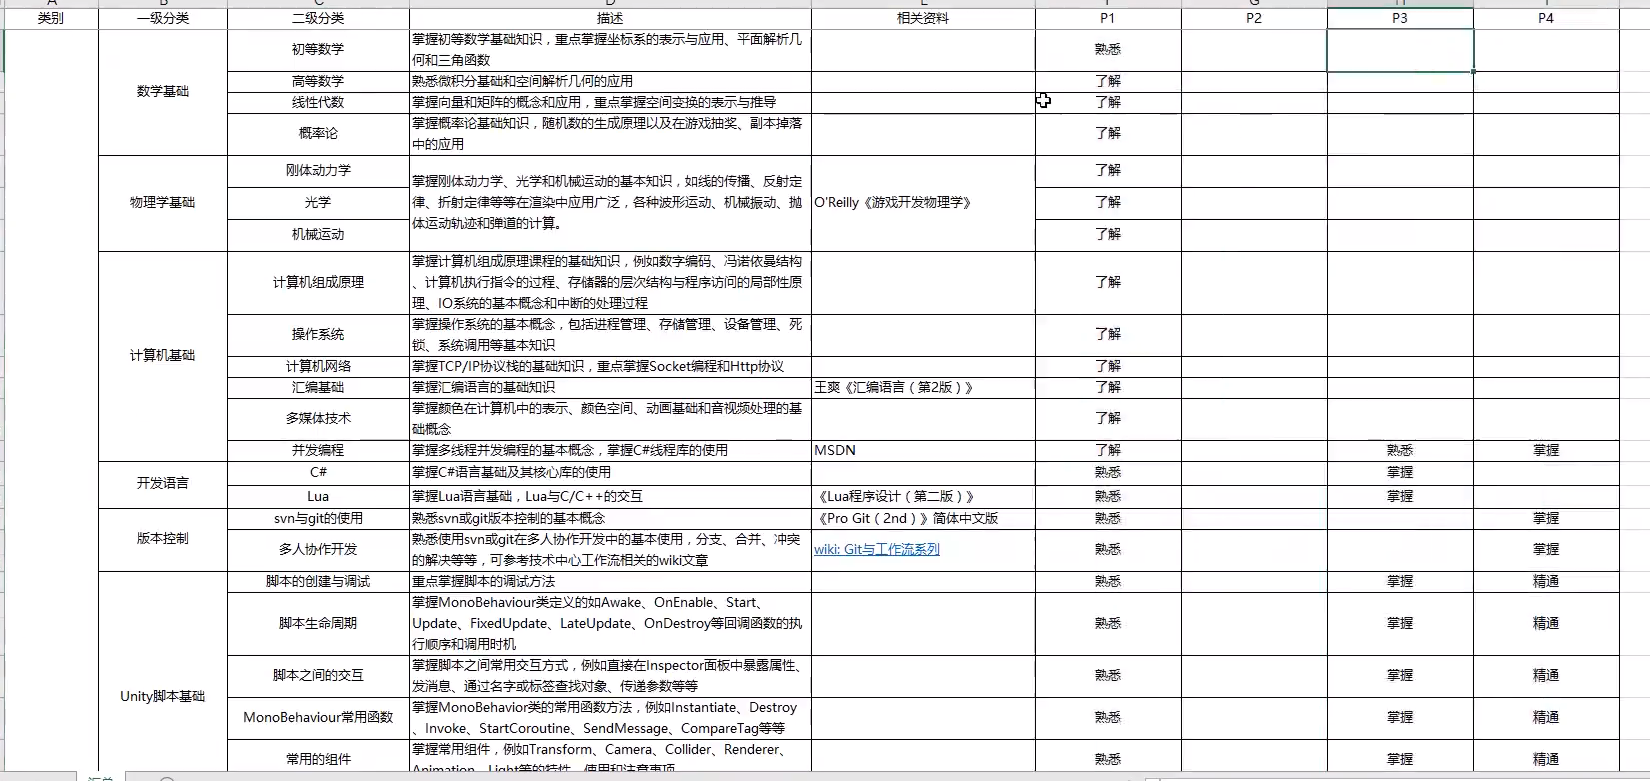 类别 一级分类 二级分类 描述 相关资料 P1 P2 P3 P4
数学基础
初等数学 掌握初等数学基础知识，重点掌握坐标系的表示与应用、平面解析几 熟悉
何和三角函数
高等数学 熟悉微积分基础和空间解析几何的应用 了解
线性代数 掌握向量和矩阵的概念和应用，重点掌握空间变换的表示与推导 了解
概率论 掌握概率论基础知识，随机数的生成原理以及在游戏抽奖、副本掉落 了解
中的应用
物理学基础
刚体动力学 了解
掌握刚体动力学、光学和机械运动的基本知识，如线的传播、反射定
光学 律、折射定律等等在渲染中应用广泛，各种波形运动、机械振动、抛 O'Reilly《游戏开发物理学》 了解
体运动轨迹和弹道的计算。
机械运动 了解
计算机基础
计算机组成原理 掌握计算机组成原理课程的基础知识，例如数字编码、冯诺依曼结构 了解
、计算机执行指令的过程、存储器的层次结构与程序访问的局部性原
理、IO系统的基本概念和中断的处理过程
操作系统 掌握操作系统的基本概念，包括进程管理、存储管理、设备管理、死 了解
锁、系统调用等基本知识
计算机网络 掌握TCP/IP协议栈的基础知识，重点掌握Socket编程和Http协议 了解
汇编基础 掌握汇编语言的基础知识 王爽《汇编语言（第2版）》 了解
多媒体技术 掌握颜色在计算机中的表示、颜色空间、动画基础和音视频处理的基 了解
础概念
并发编程 掌握多线程并发编程的基本概念，掌握C#线程库的使用 MSDN 了解 熟悉 掌握
开发语言
C# 掌握C#语言基础及其核心库的使用 熟悉 掌握
Lua 掌握Lua语言基础，Lua与C/C++的交互 《Lua程序设计（第二版）》 熟悉 掌握
版本控制
svn与git的使用 熟悉svn或git版本控制的基本概念 《Pro Git（2nd）》简体中文版 熟悉 掌握
多人协作开发 熟悉使用svn或git在多人协作开发中的基本使用，分支、合并、冲突 wiki: Git与工作流系列 熟悉 掌握
的解决等等，可参考技术中心工作流相关的wiki文章
Unity脚本基础
脚本的创建与调试 重点掌握脚本的调试方法 熟悉 掌握 精通
脚本生命周期 掌握MonoBehaviour类定义的如Awake、OnEnable、Start、 熟悉 掌握 精通
Update、FixedUpdate、LateUpdate、OnDestroy等回调函数的执
行顺序和调用时机
脚本之间的交互 掌握脚本之间常用交互方式，例如直接在Inspector面板中暴露属性、 熟悉 掌握 精通
发消息、通过名字或标签查找对象、传递参数等等
MonoBehaviour常用函数 掌握MonoBehavior类的常用函数方法，例如Instantiate、Destroy 熟悉 掌握 精通
、Invoke、StartCoroutine、SendMessage、CompareTag等等
常用的组件 掌握常用组件，例如Transform、Camera、Collider、Renderer、 熟悉 掌握 精通
Animation、Light等的特性、使用和注意事项